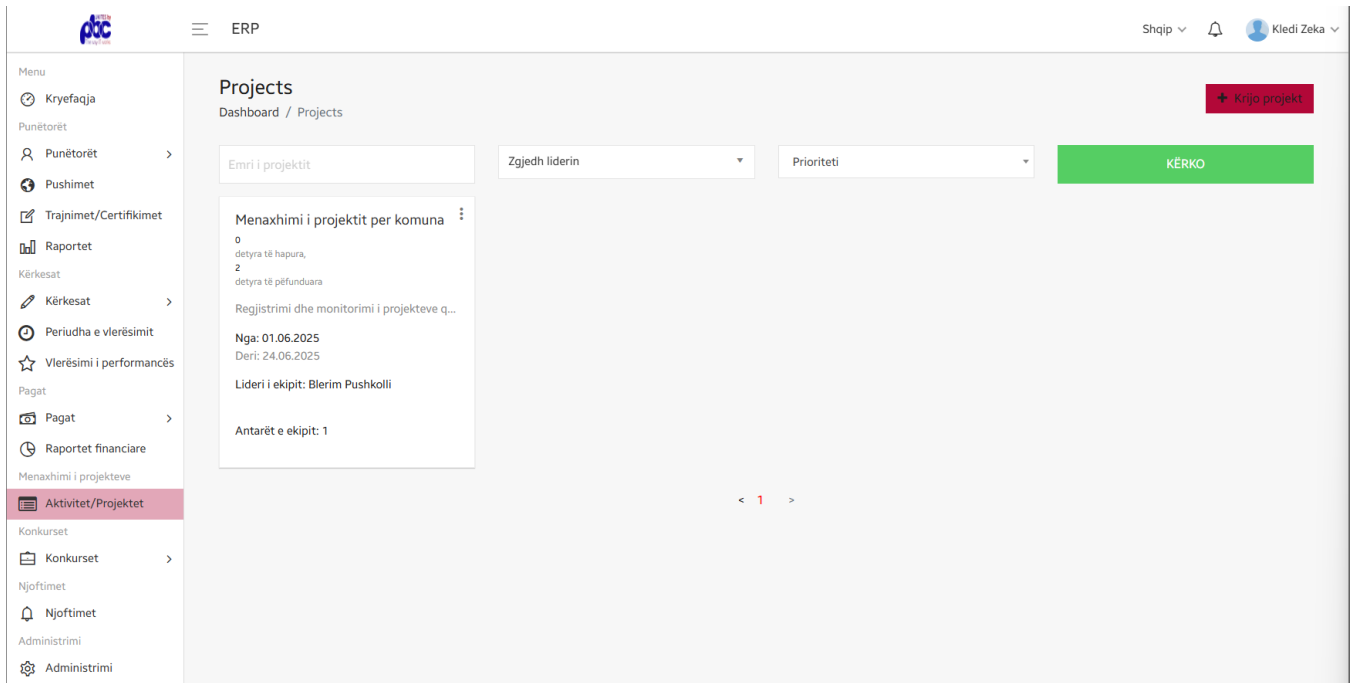 pbc
ERP
Shqip
Kledi Zeka
Menu
Kryefaqja
Punëtorët
Punëtorët
Pushimet
Trajnimet/Certifikimet
Raportet
Kërkesat
Kërkesat
Periudha e vlerësimit
Vlerësimi i performancës
Pagat
Pagat
Raportet financiare
Menaxhimi i projekteve
Aktivitet/Projektet
Konkurset
Konkurset
Njoftimet
Njoftimet
Administrimi
Administrimi
Projects
Dashboard / Projects
+ Krijo projekt
Emri i projektit
Zgjedh liderin
Prioriteti
KËRKO
Menaxhimi i projektit per komuna
0
detyra të hapura,
2
detyra të pëfunduara
Regjistrimi dhe monitorimi i projekteve q...
Nga: 01.06.2025
Deri: 24.06.2025
Lideri i ekipit: Blerim Pushkolli
Antarët e ekipit: 1
< 1 >